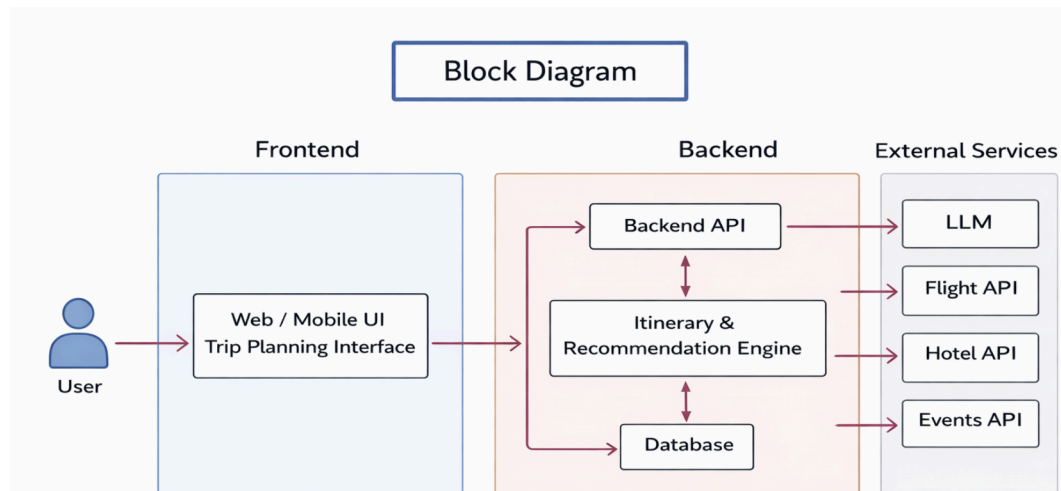 Block Diagram
Frontend
Backend
External Services
User
Web / Mobile UI
Trip Planning Interface
Backend API
Itinerary &
Recommendation Engine
Database
LLM
Flight API
Hotel API
Events API